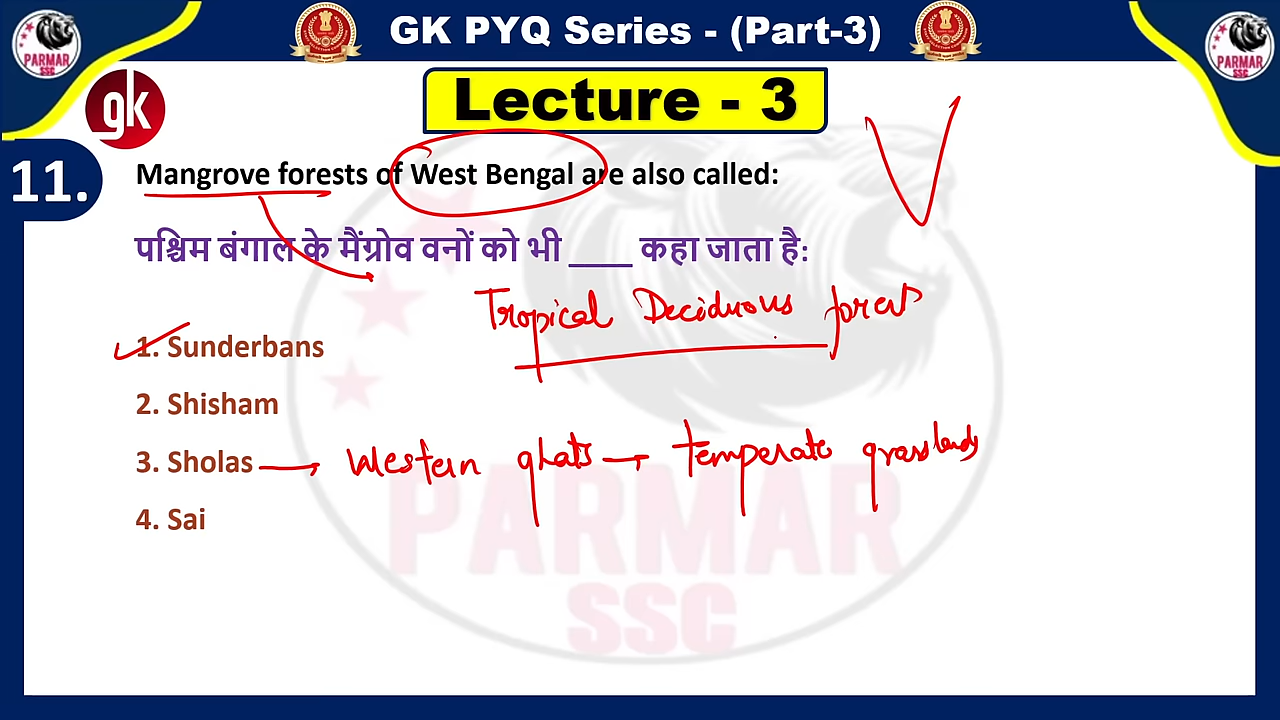 GK PYQ Series - (Part-3)
PARMAR
SSC
PARMAR
SSC
gk
Lecture - 3
11.
Mangrove forests of West Bengal are also called:
पश्चिम बंगाल के मैंग्रोव वनों को भी ____ कहा जाता है:
Tropical Deciduous forest
1. Sunderbans
2. Shisham
3. Sholas → Western ghats → temperate grasslands
4. Sai
PARMAR
SSC